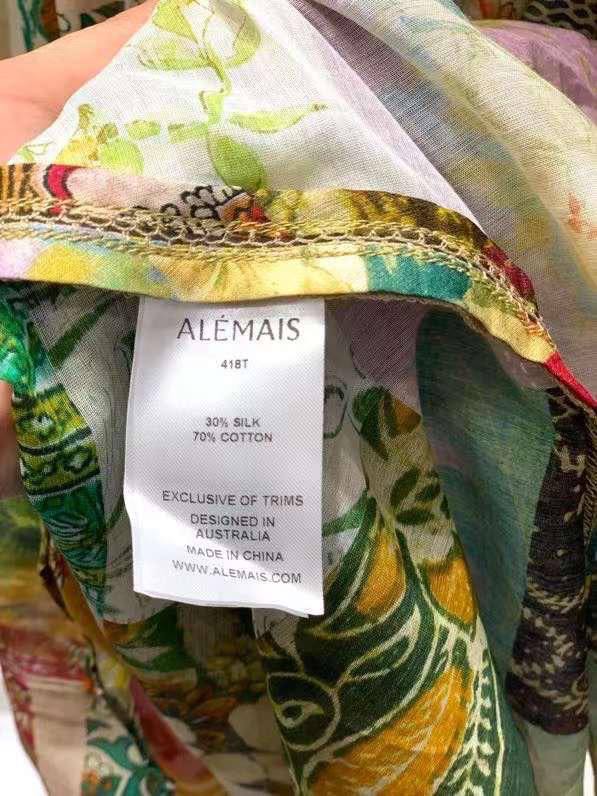 ALÉMAIS
418T
30% SILK
70% COTTON
EXCLUSIVE OF TRIMS
DESIGNED IN
AUSTRALIA
MADE IN CHINA
WWW.ALEMAIS.COM